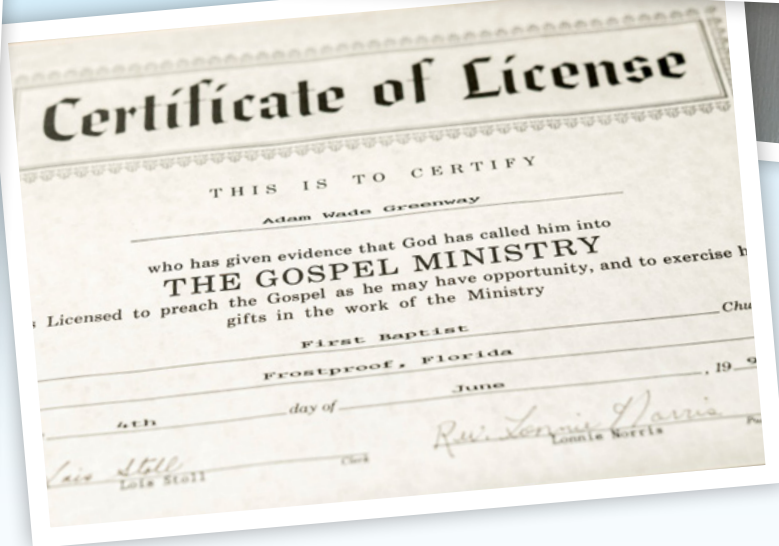 Certificate of License
THIS IS TO CERTIFY
Adam Wade Greenway
who has given evidence that God has called him into
THE GOSPEL MINISTRY
Licensed to preach the Gospel as he may have opportunity, and to exercise h
gifts in the work of the Ministry
First Baptist Chu
Frostproof, Florida
4th day of June , 19 9
Lois Stoll Rev. Lonnie Norris
Lois Stoll Clerk Lonnie Norris